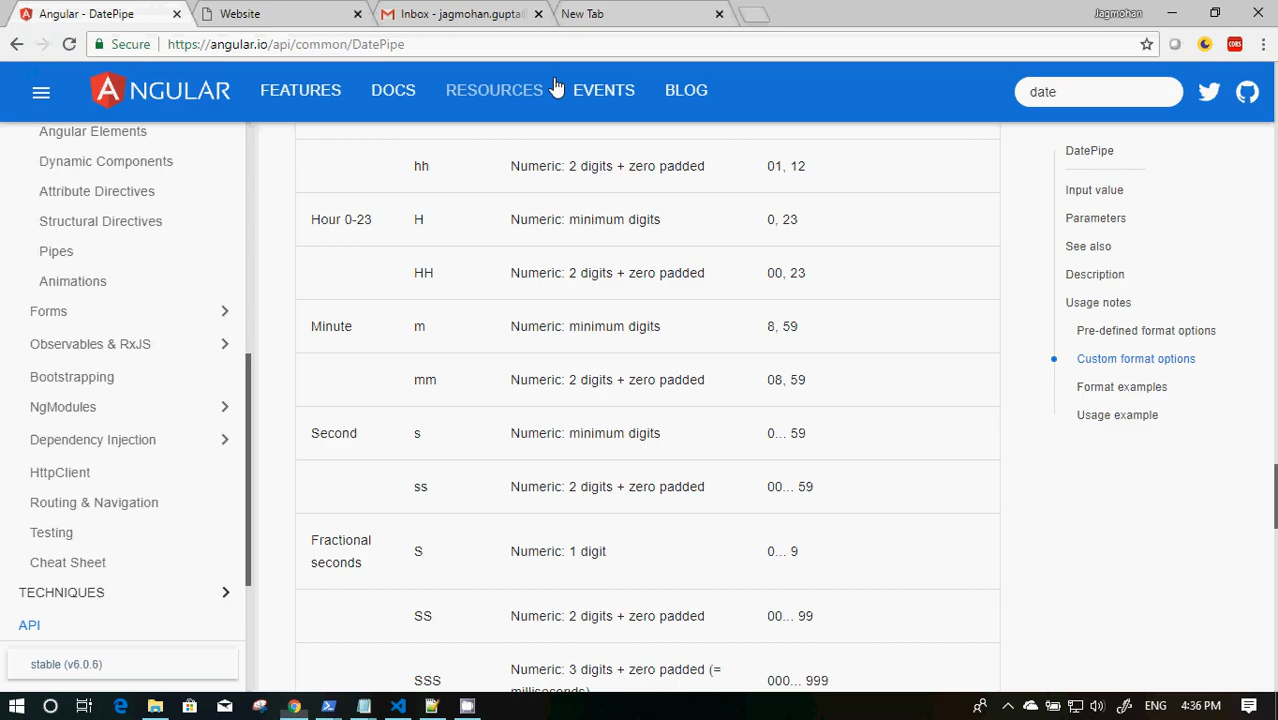 Angular - DatePipe
Website
Inbox - jagmohan.gupta@
New Tab
Jagmohan
Secure
https://angular.io/api/common/DatePipe
NGULAR
FEATURES
DOCS
RESOURCES
EVENTS
BLOG
date
Angular Elements
Dynamic Components
Attribute Directives
Structural Directives
Pipes
Animations
Forms
Observables & RxJS
Bootstrapping
NgModules
Dependency Injection
HttpClient
Routing & Navigation
Testing
Cheat Sheet
TECHNIQUES
API
stable (v6.0.6)
hh Numeric: 2 digits + zero padded 01, 12
Hour 0-23 H Numeric: minimum digits 0, 23
HH Numeric: 2 digits + zero padded 00, 23
Minute m Numeric: minimum digits 8, 59
mm Numeric: 2 digits + zero padded 08, 59
Second s Numeric: minimum digits 0... 59
ss Numeric: 2 digits + zero padded 00... 59
Fractional
seconds
S Numeric: 1 digit 0... 9
SS Numeric: 2 digits + zero padded 00... 99
SSS Numeric: 3 digits + zero padded (= 000... 999
milliseconds)
DatePipe
Input value
Parameters
See also
Description
Usage notes
Pre-defined format options
Custom format options
Format examples
Usage example
ENG
4:36 PM